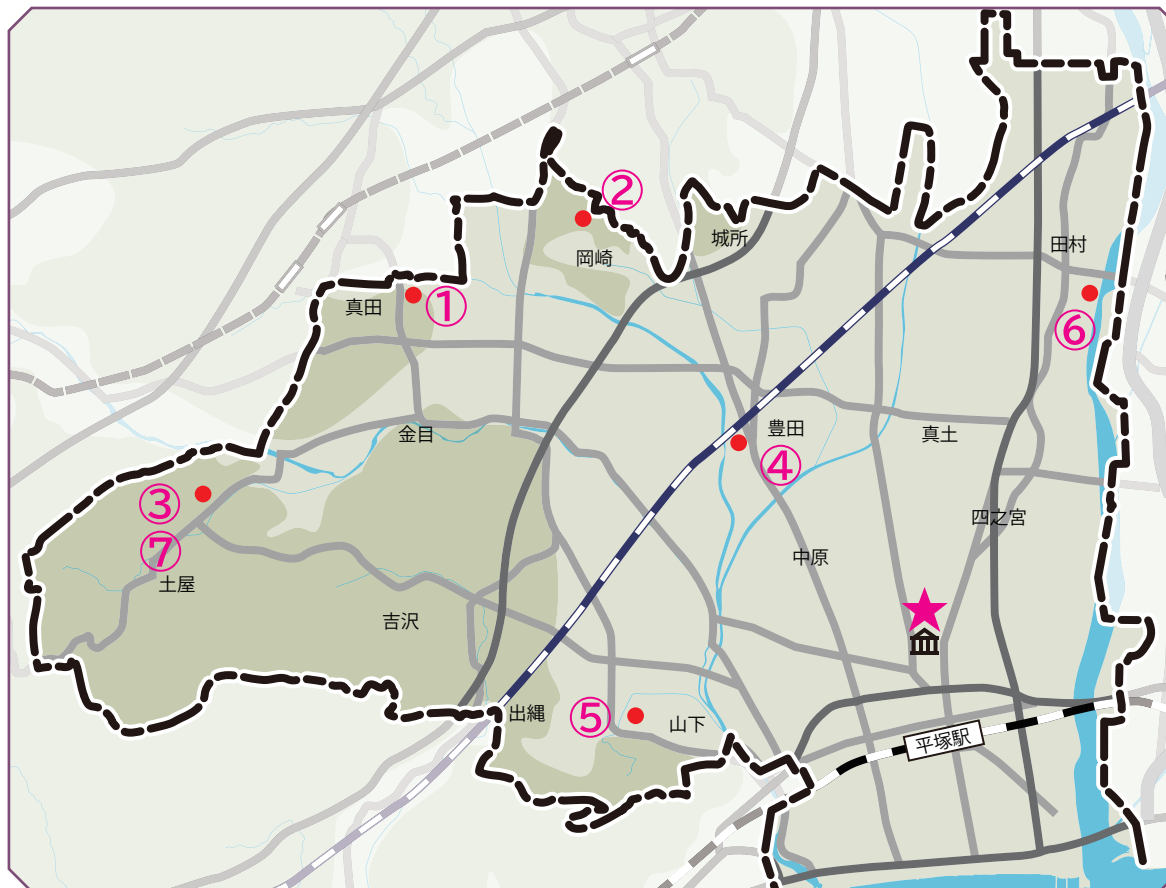 ②
城所
田村
岡崎
①
真田
⑥
豊田
真土
金目
④
③
四之宮
⑦
中原
土屋
吉沢
出縄
⑤
山下
平塚駅